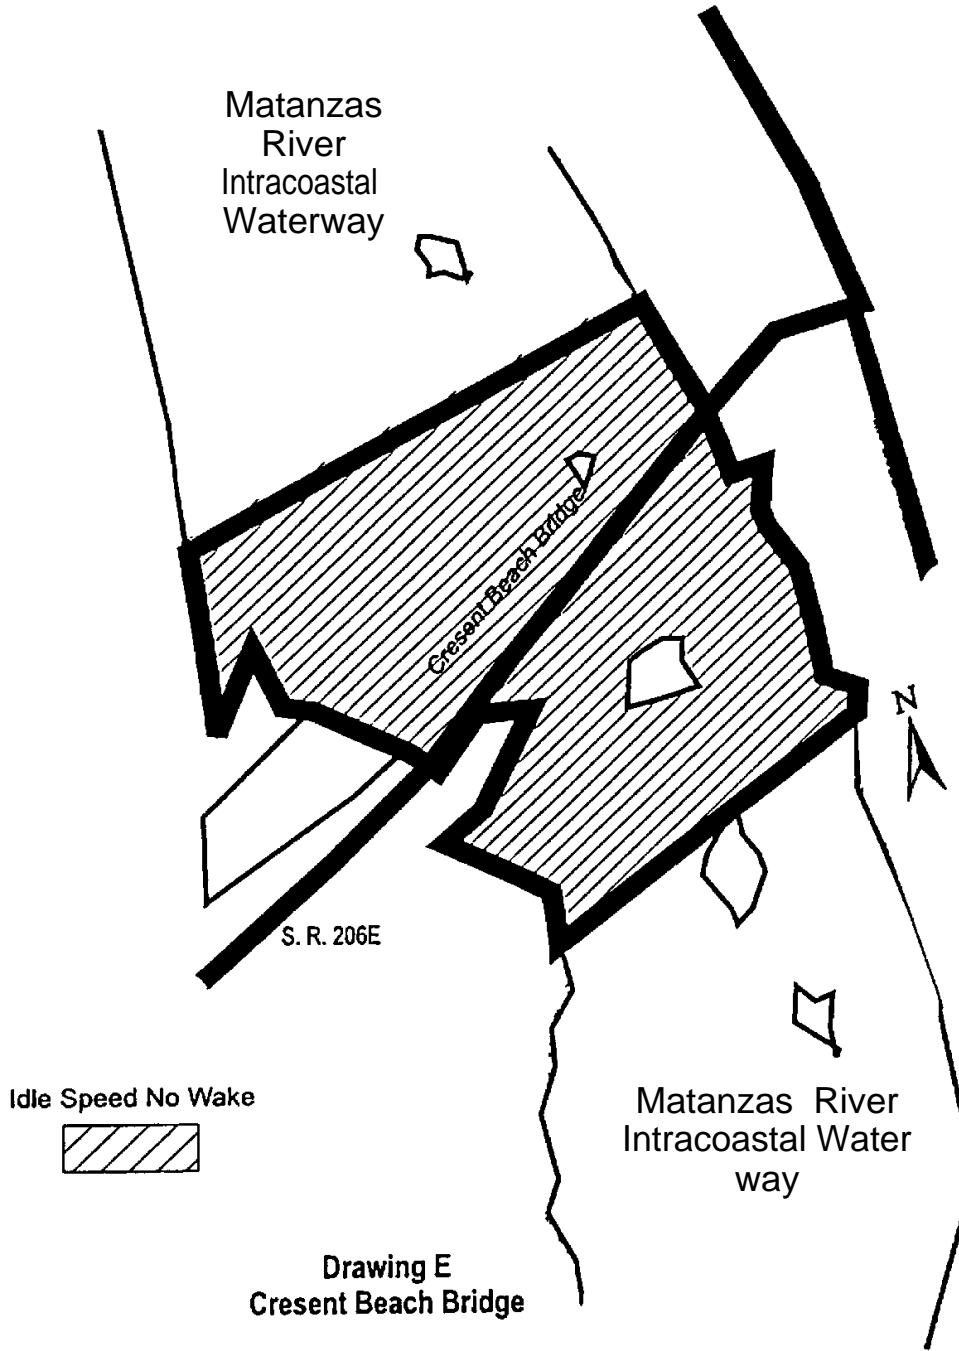 Matanzas
River
Intracoastal
Waterway
Cresent Beach Bridge
N
S. R. 206E
Idle Speed No Wake
Matanzas River
Intracoastal Water
way
Drawing E
Cresent Beach Bridge